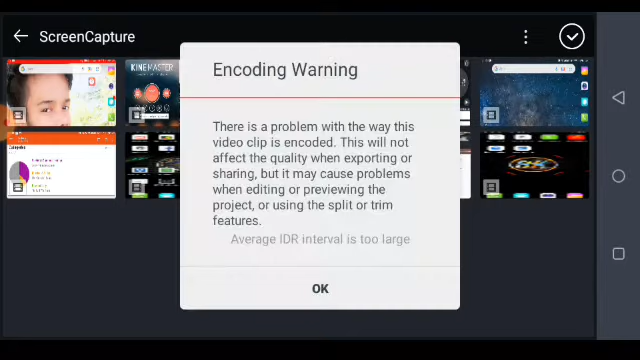 ScreenCapture
KINEMASTER
Encoding Warning
There is a problem with the way this
video clip is encoded. This will not
affect the quality when exporting or
sharing, but it may cause problems
when editing or previewing the
project, or using the split or trim
features.
Average IDR interval is too large
OK